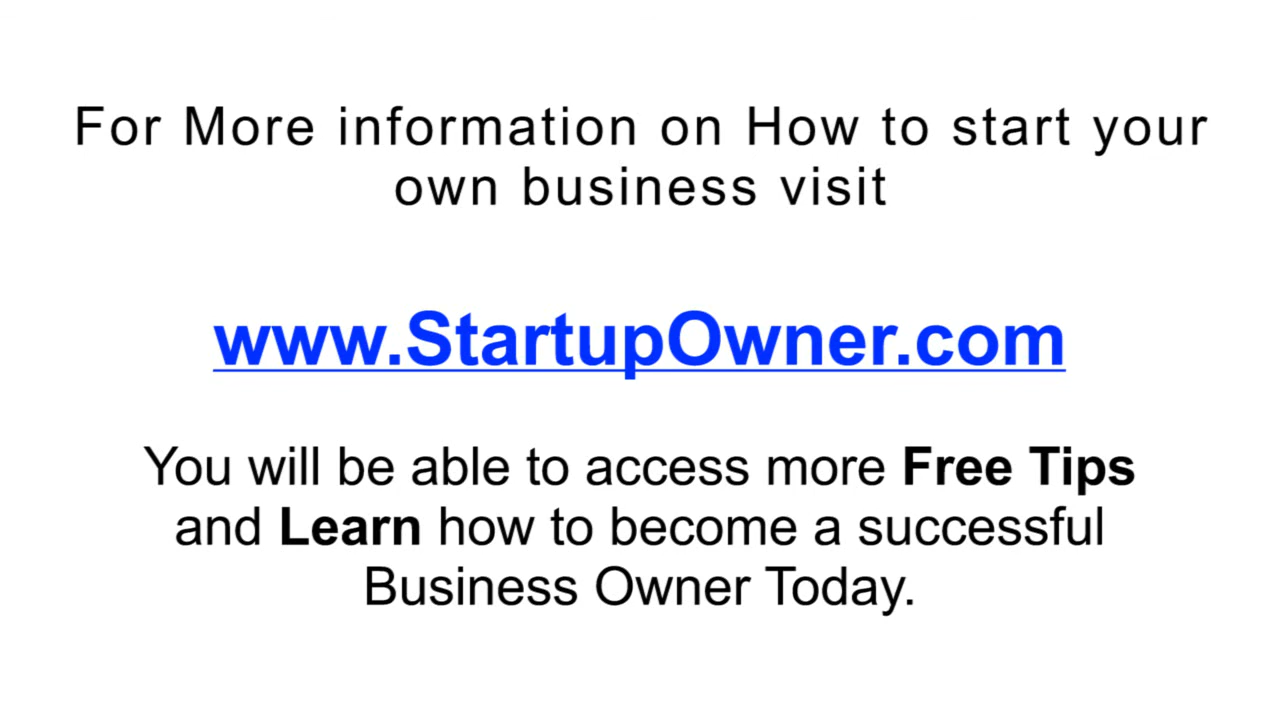 For More information on How to start your
own business visit
www.StartupOwner.com
You will be able to access more Free Tips
and Learn how to become a successful
Business Owner Today.